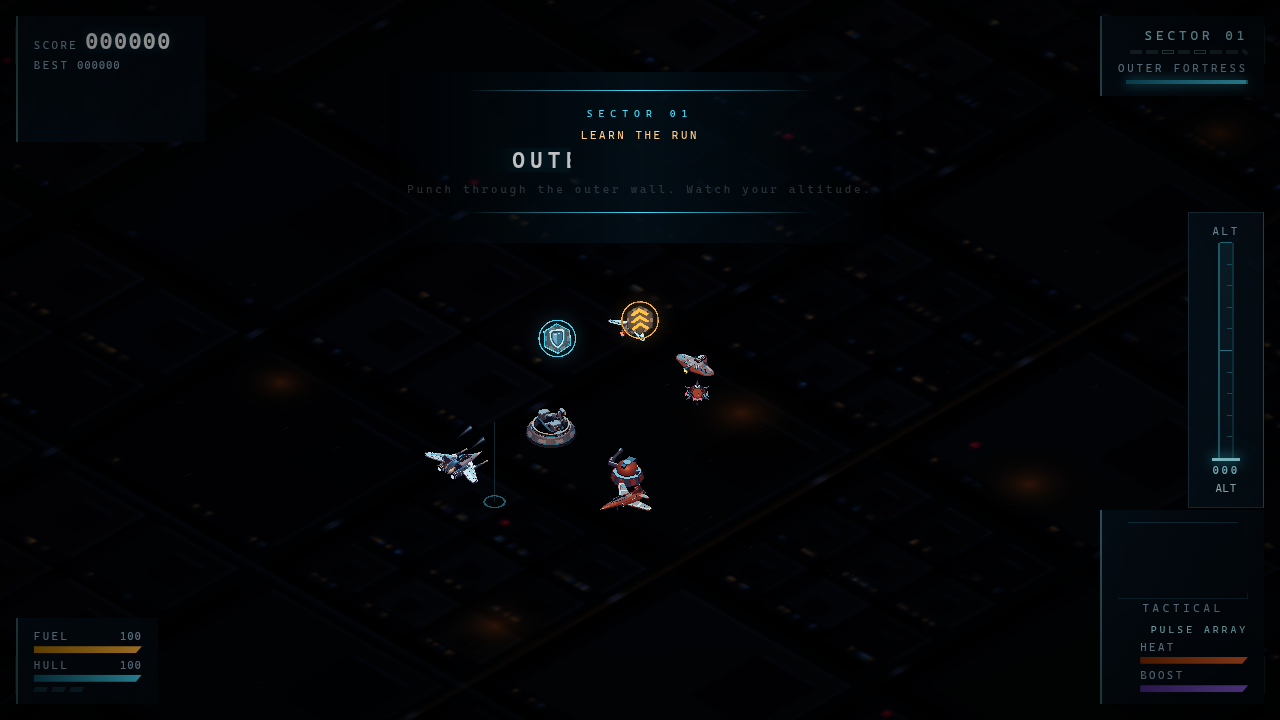 SCORE 000000
BEST 000000
SECTOR 01
OUTER FORTRESS
SECTOR 01
LEARN THE RUN
OUT
Punch through the outer wall. Watch your altitude.
ALT
000
ALT
FUEL 100
HULL 100
TACTICAL
PULSE ARRAY
HEAT
BOOST